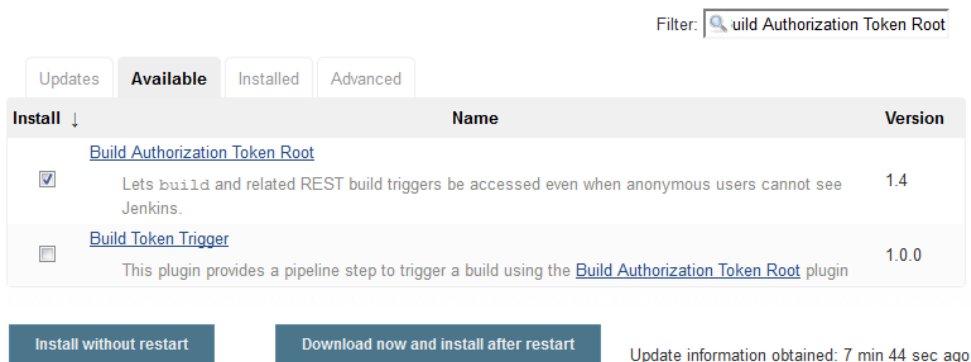 Filter: uild Authorization Token Root
Updates Available Installed Advanced
Install ↓ Name Version
Build Authorization Token Root
Lets build and related REST build triggers be accessed even when anonymous users cannot see
Jenkins.
1.4
Build Token Trigger
This plugin provides a pipeline step to trigger a build using the Build Authorization Token Root plugin
1.0.0
Install without restart Download now and install after restart Update information obtained: 7 min 44 sec ago